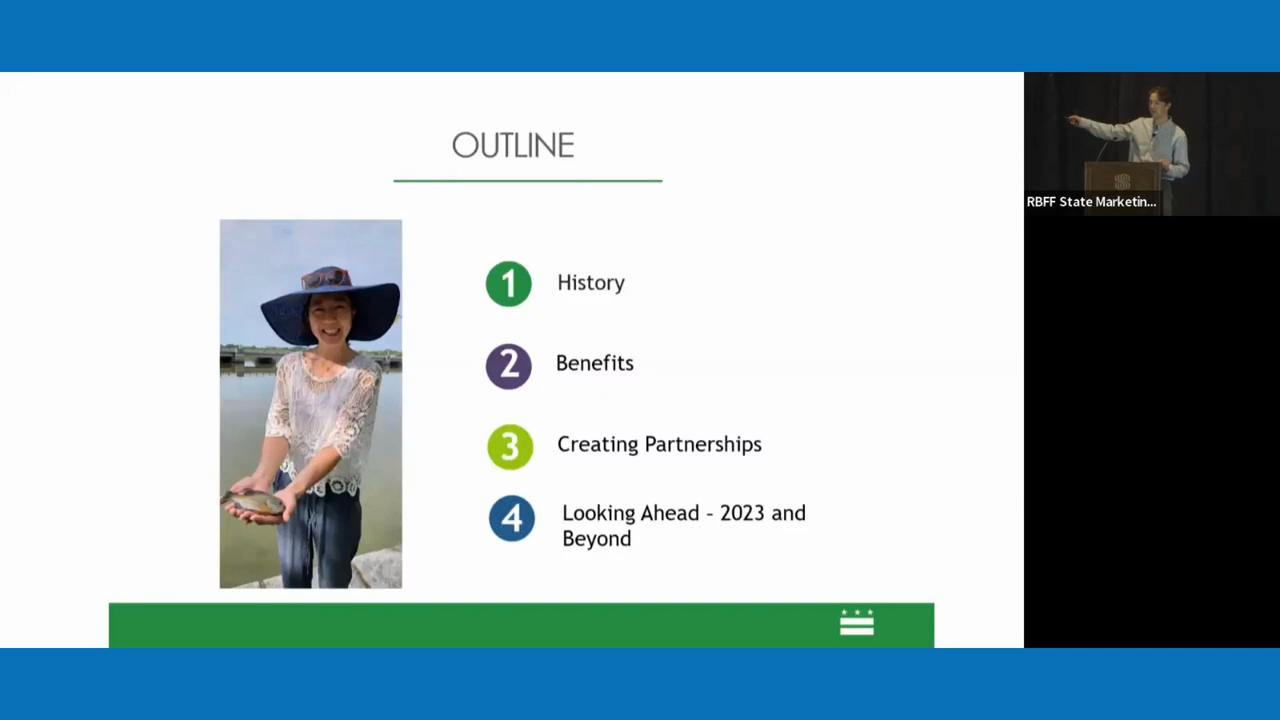 OUTLINE
1 History
2 Benefits
3 Creating Partnerships
4 Looking Ahead - 2023 and
Beyond
RBFF State Marketin...